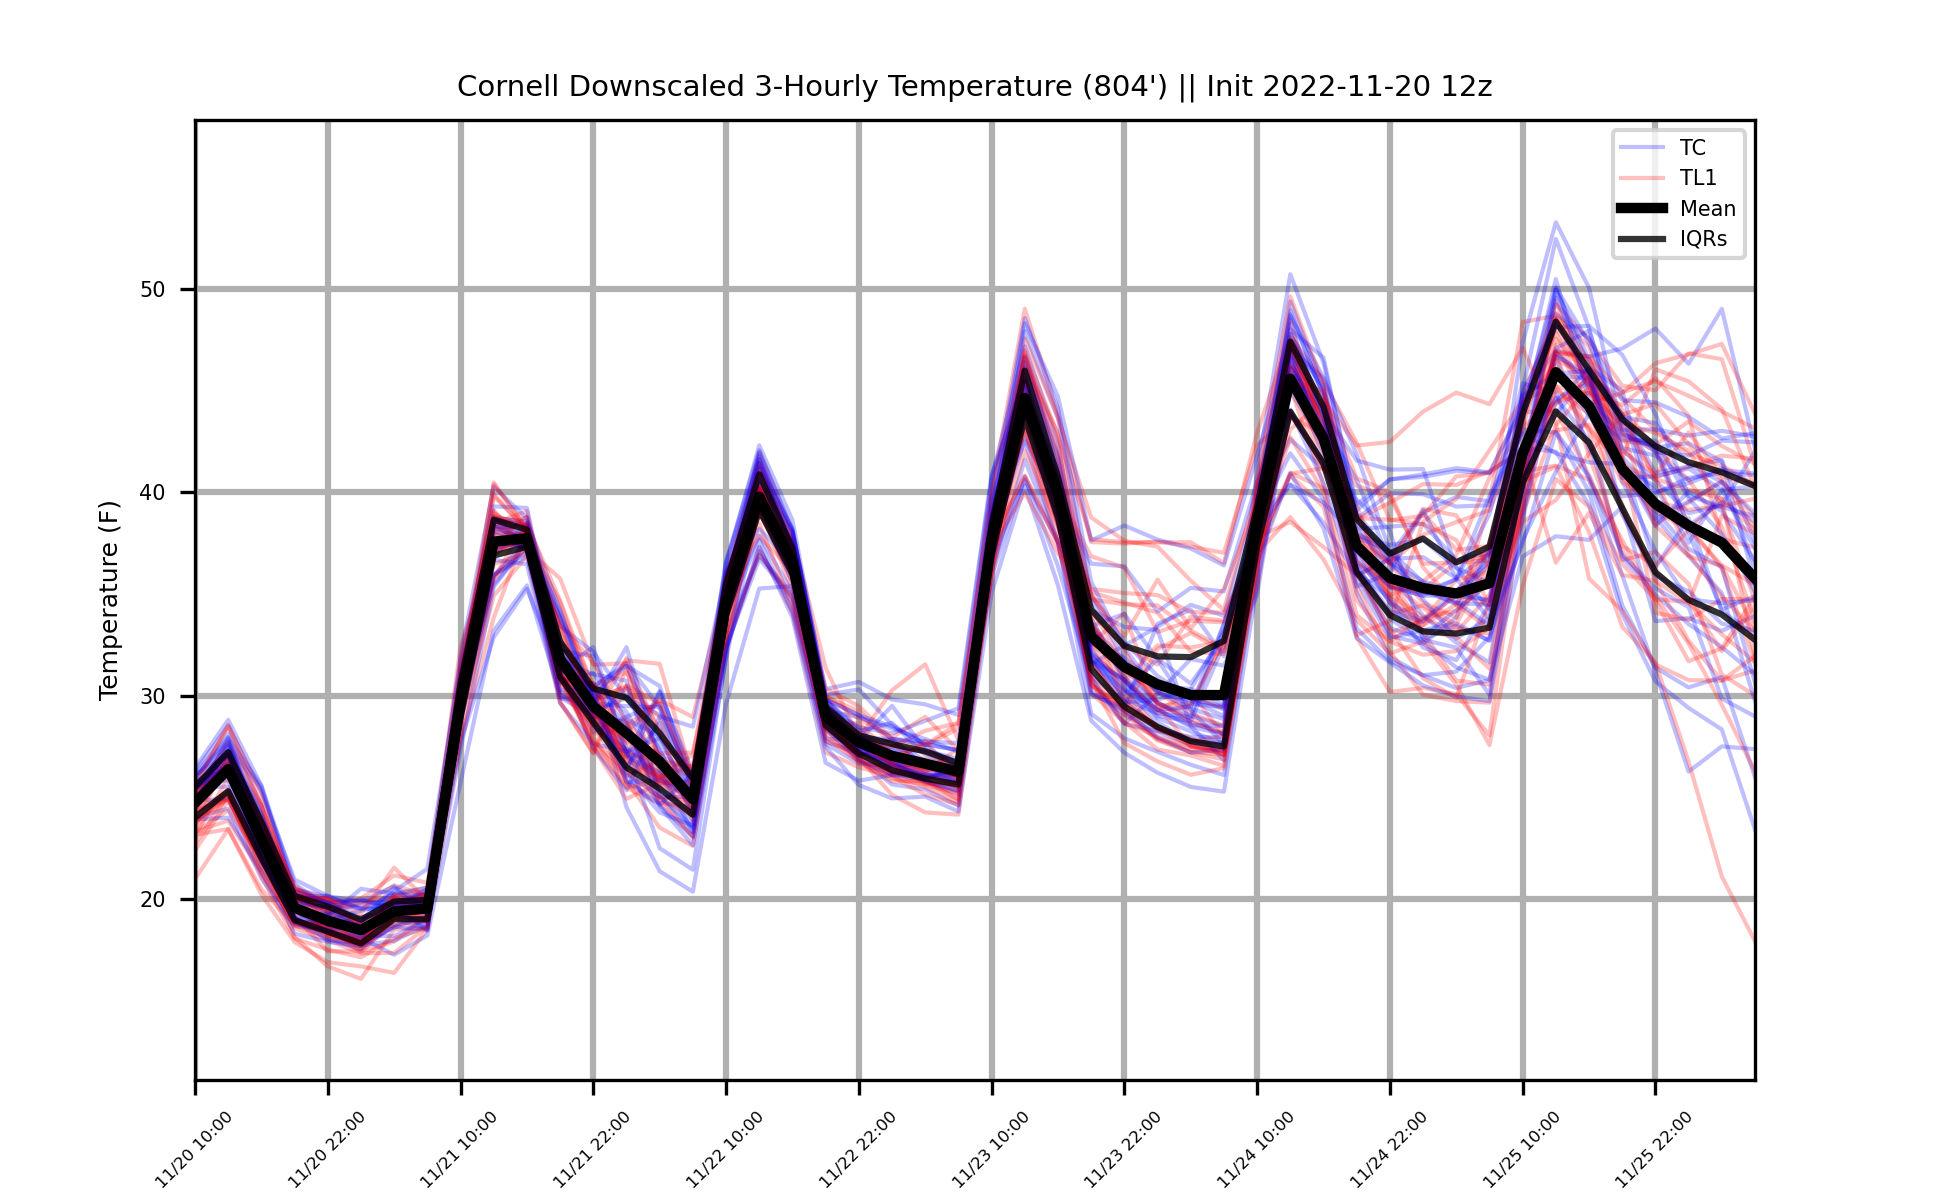 Cornell Downscaled 3-Hourly Temperature (804') || Init 2022-11-20 12z
TC
TL1
Mean
IQRs
Temperature (F)
50
40
30
20
11/20 10:00
11/20 22:00
11/21 10:00
11/21 22:00
11/22 10:00
11/22 22:00
11/23 10:00
11/23 22:00
11/24 10:00
11/24 22:00
11/25 10:00
11/25 22:00